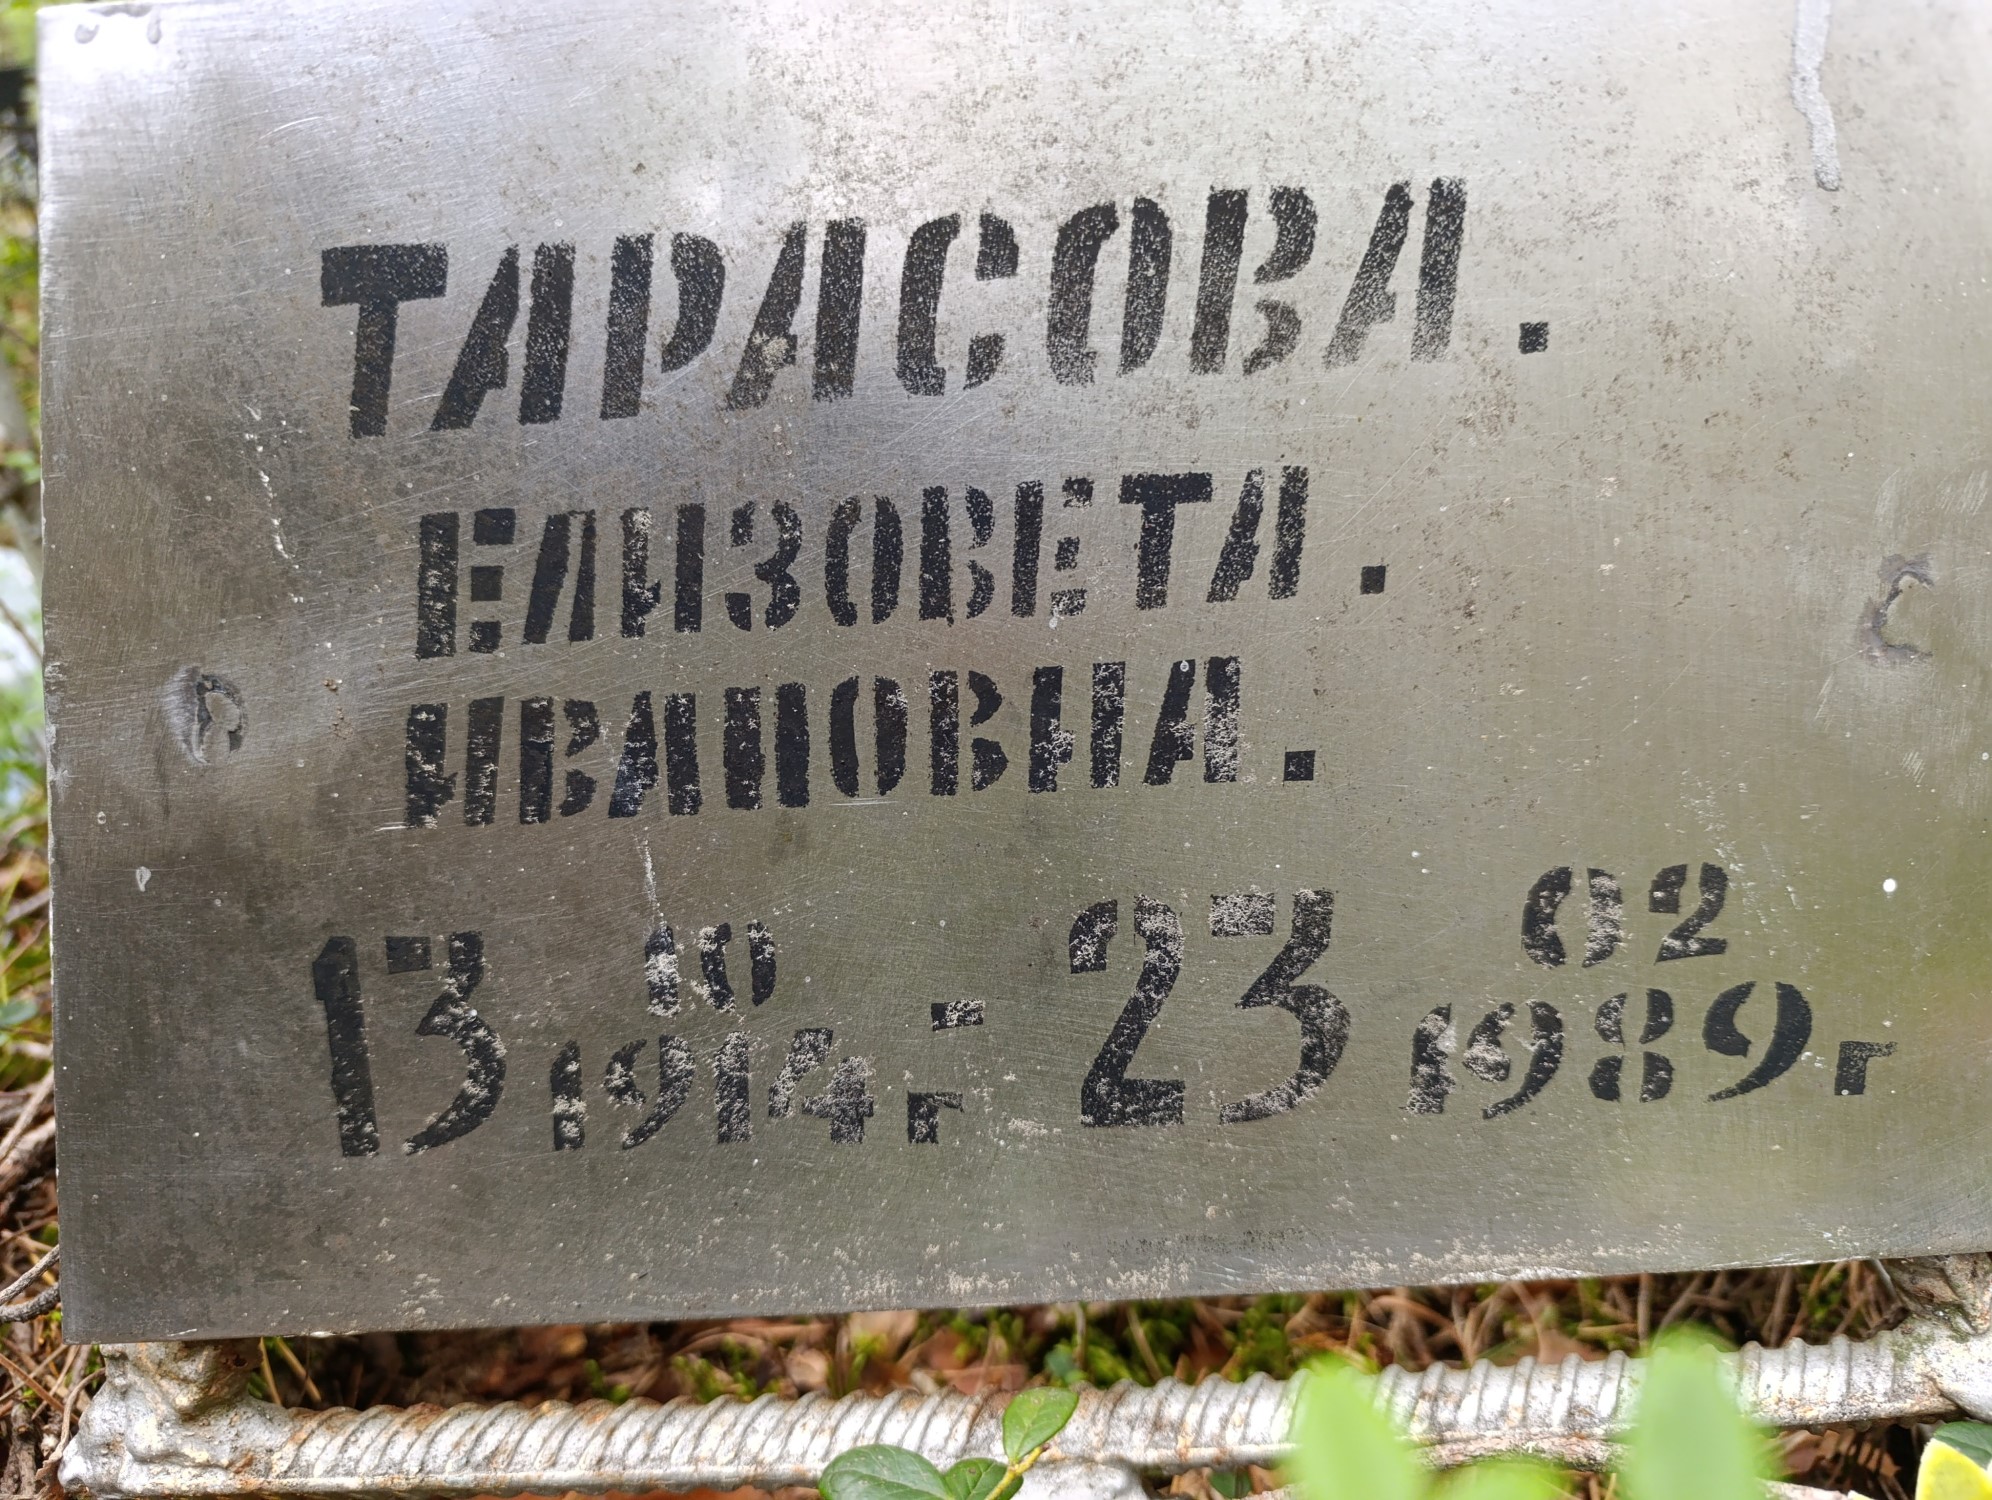 ТАРАСОВА.
ЕЛИЗОВЕТА.
ИВАНОВНА.
13 10 1914г - 23 02 1989г